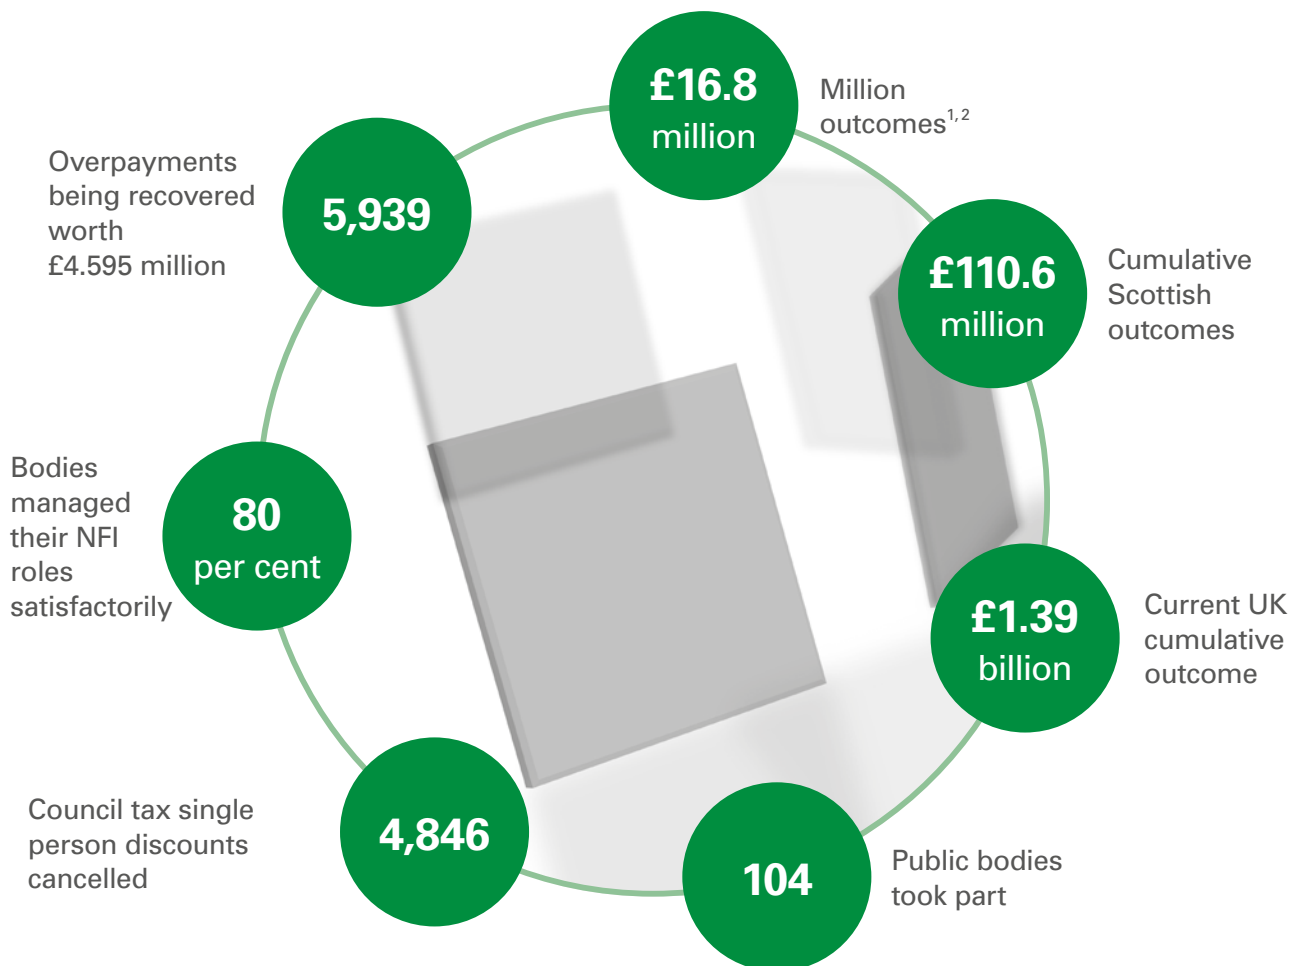 £16.8
million
Million
outcomes1,2
£110.6
million
Cumulative
Scottish
outcomes
£1.39
billion
Current UK
cumulative
outcome
104
Public bodies
took part
4,846
Council tax single
person discounts
cancelled
80
per cent
Bodies
managed
their NFI
roles
satisfactorily
5,939
Overpayments
being recovered
worth
£4.595 million